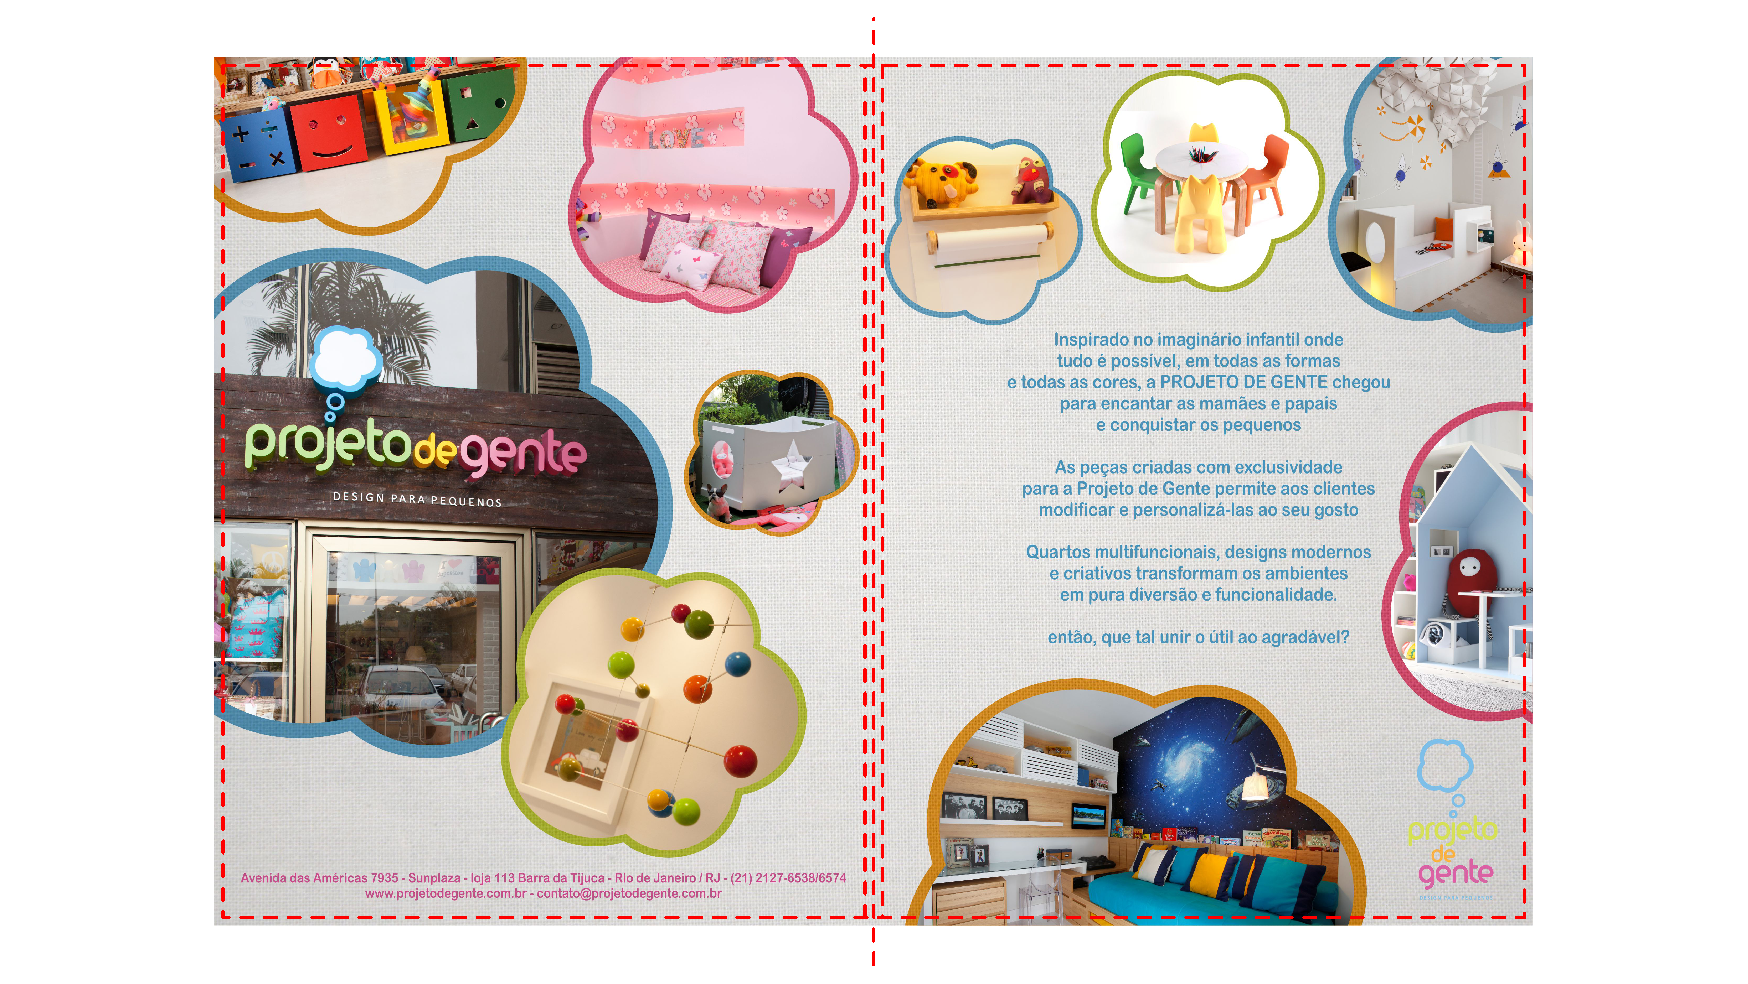 LOVE
projetodegente
DESIGN PARA PEQUENOS
Avenida das Américas 7935 - Sunplaza - loja 113 Barra da Tijuca - Rio de Janeiro / RJ - (21) 2127-6538/6574
www.projetodegente.com.br - contato@projetodegente.com.br
Inspirado no imaginário infantil onde
tudo é possível, em todas as formas
e todas as cores, a PROJETO DE GENTE chegou
para encantar as mamães e papais
e conquistar os pequenos
As peças criadas com exclusividade
para a Projeto de Gente permite aos clientes
modificar e personalizá-las ao seu gosto
Quartos multifuncionais, designs modernos
e criativos transformam os ambientes
em pura diversão e funcionalidade.
então, que tal unir o útil ao agradável?
projeto
de
gente
DESIGN PARA PEQUENOS